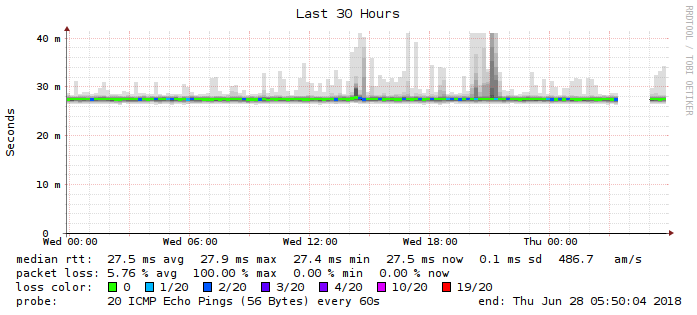 Last 30 Hours
RRDTOOL / TOBI OETIKER
Seconds
40 m
30 m
20 m
10 m
0
Wed 00:00 Wed 06:00 Wed 12:00 Wed 18:00 Thu 00:00
median rtt: 27.5 ms avg 27.9 ms max 27.4 ms min 27.5 ms now 0.1 ms sd 486.7 am/s
packet loss: 5.76 % avg 100.00 % max 0.00 % min 0.00 % now
loss color: 0 1/20 2/20 3/20 4/20 10/20 19/20
probe: 20 ICMP Echo Pings (56 Bytes) every 60s end: Thu Jun 28 05:50:04 2018